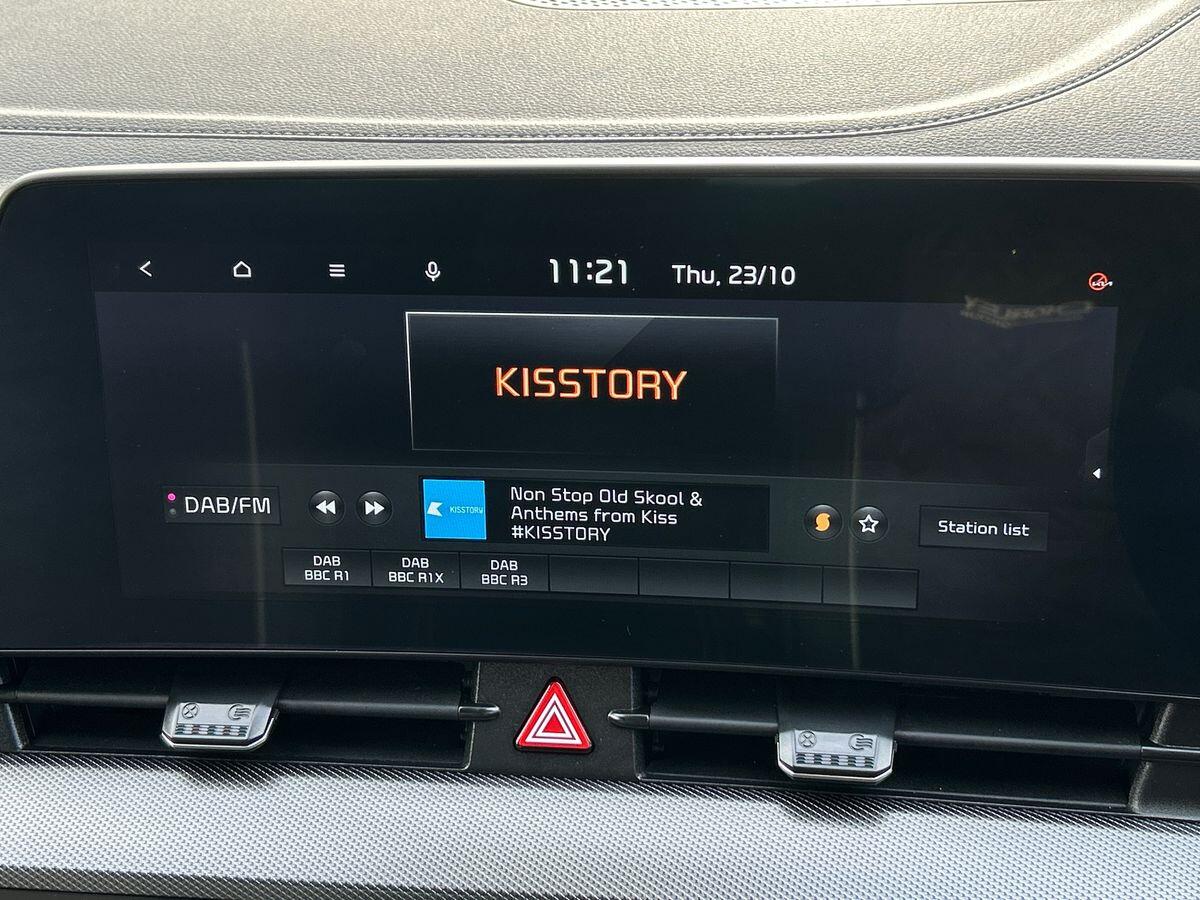 11:21 Thu, 23/10
KISSTORY
DAB/FM
KISSTORY
Non Stop Old Skool &
Anthems from Kiss
#KISSTORY
Station list
DAB
BBC R1
DAB
BBC R1X
DAB
BBC R3